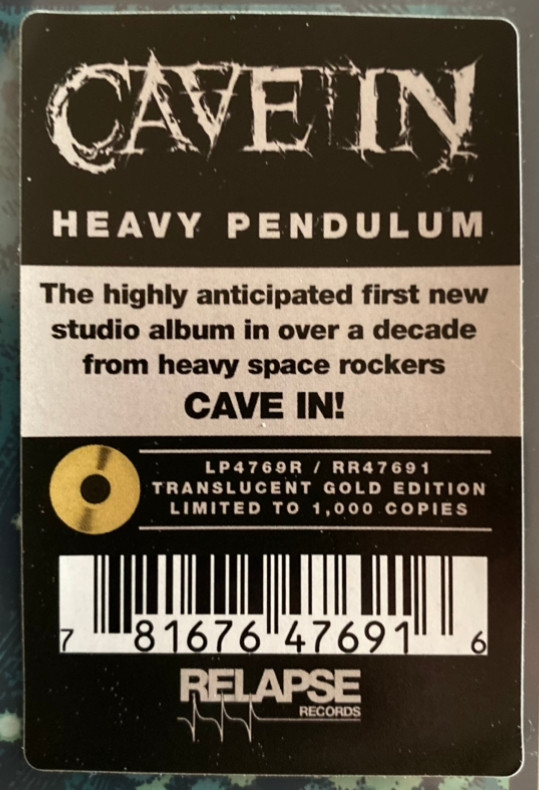 CAVE IN
HEAVY PENDULUM
The highly anticipated first new
studio album in over a decade
from heavy space rockers
CAVE IN!
LP4769R / RR47691
TRANSLUCENT GOLD EDITION
LIMITED TO 1,000 COPIES
7 81676 47691 6
RELAPSE
RECORDS